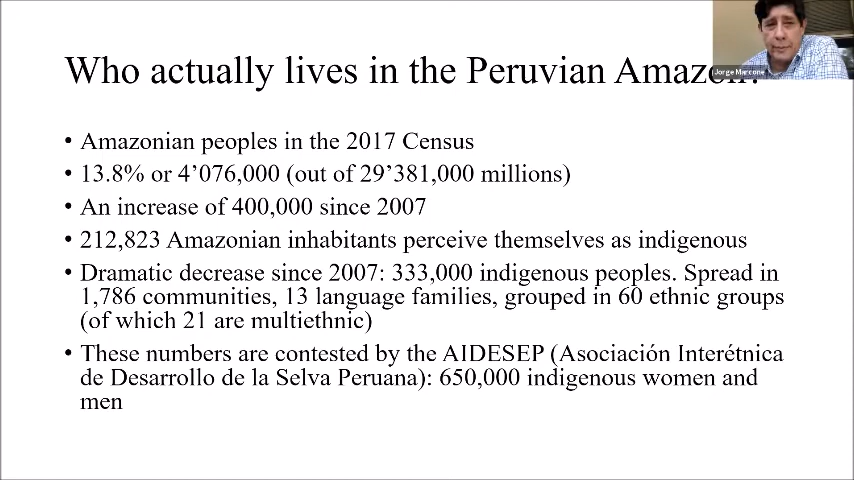 Who actually lives in the Peruvian Amazon?
Jorge Marcone
• Amazonian peoples in the 2017 Census
• 13.8% or 4’076,000 (out of 29’381,000 millions)
• An increase of 400,000 since 2007
• 212,823 Amazonian inhabitants perceive themselves as indigenous
• Dramatic decrease since 2007: 333,000 indigenous peoples. Spread in
1,786 communities, 13 language families, grouped in 60 ethnic groups
(of which 21 are multiethnic)
• These numbers are contested by the AIDESEP (Asociación Interétnica
de Desarrollo de la Selva Peruana): 650,000 indigenous women and
men